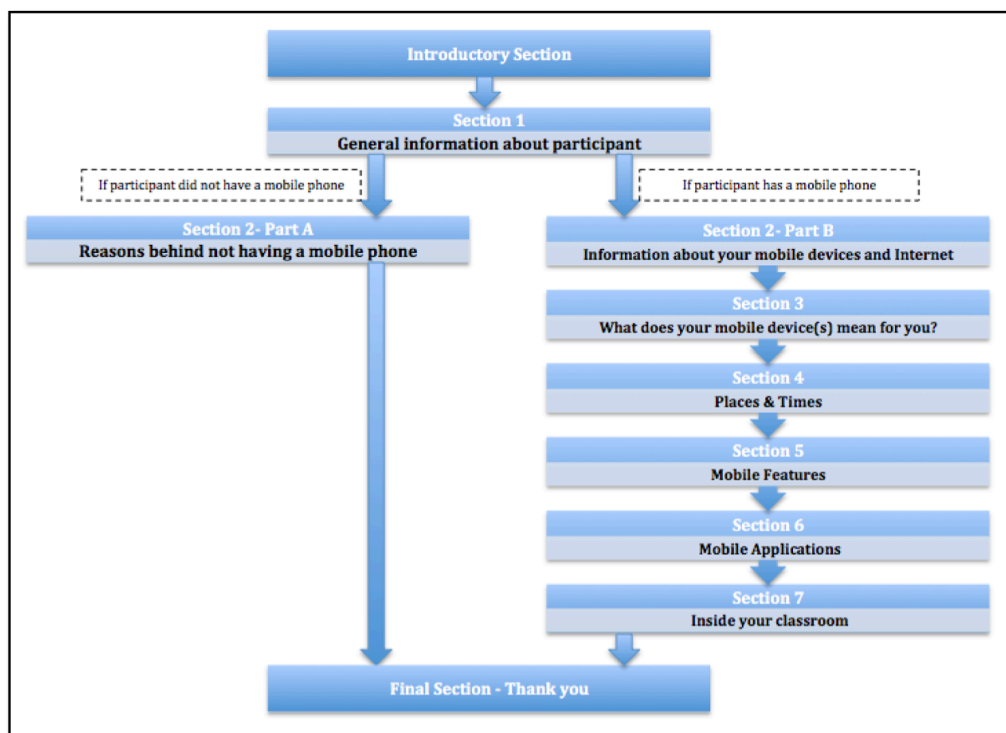 Introductory Section
Section 1
General information about participant
If participant did not have a mobile phone
If participant has a mobile phone
Section 2- Part A
Reasons behind not having a mobile phone
Section 2- Part B
Information about your mobile devices and Internet
Section 3
What does your mobile device(s) mean for you?
Section 4
Places & Times
Section 5
Mobile Features
Section 6
Mobile Applications
Section 7
Inside your classroom
Final Section - Thank you